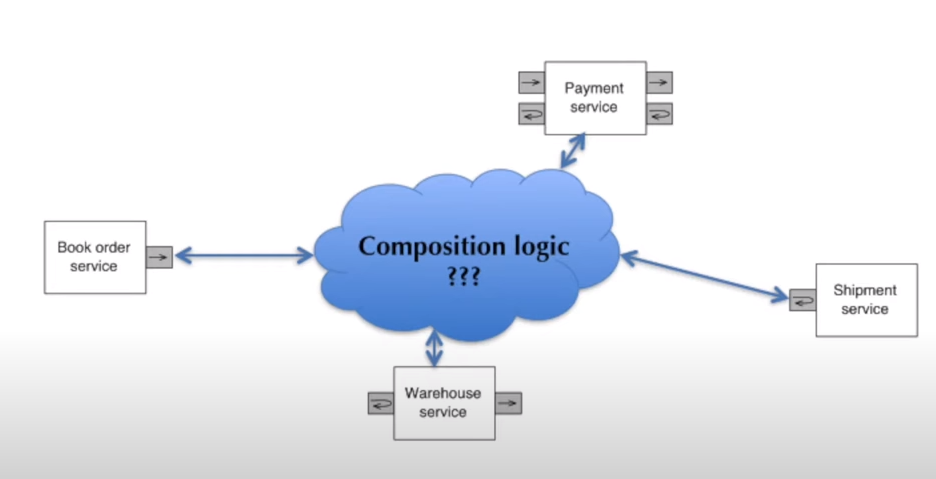 Payment
service
Book order
service
Composition logic
???
Shipment
service
Warehouse
service